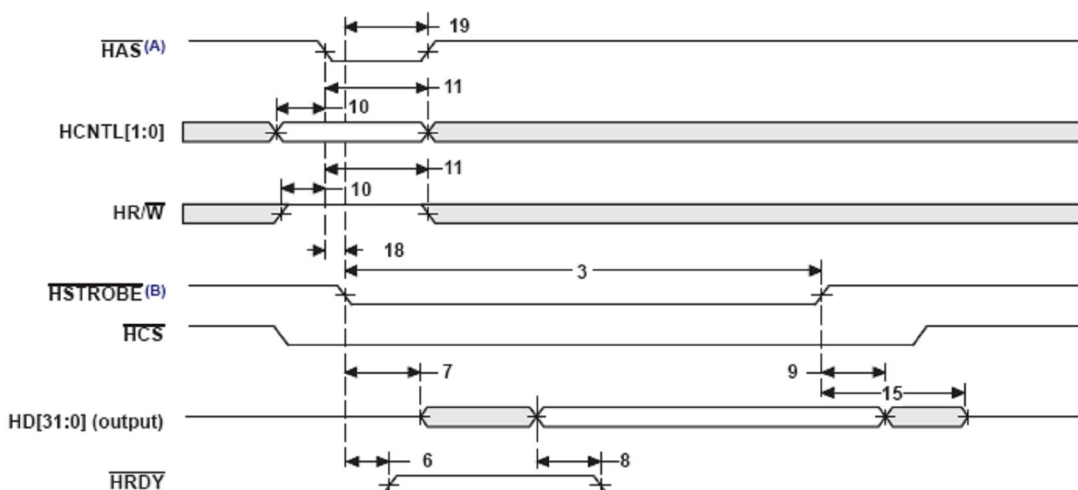 19
HAS (A)
11
10
HCNTL[1:0]
11
10
HR/W
18
3
HSTROBE (B)
HCS
7
9
15
HD[31:0] (output)
6
8
HRDY